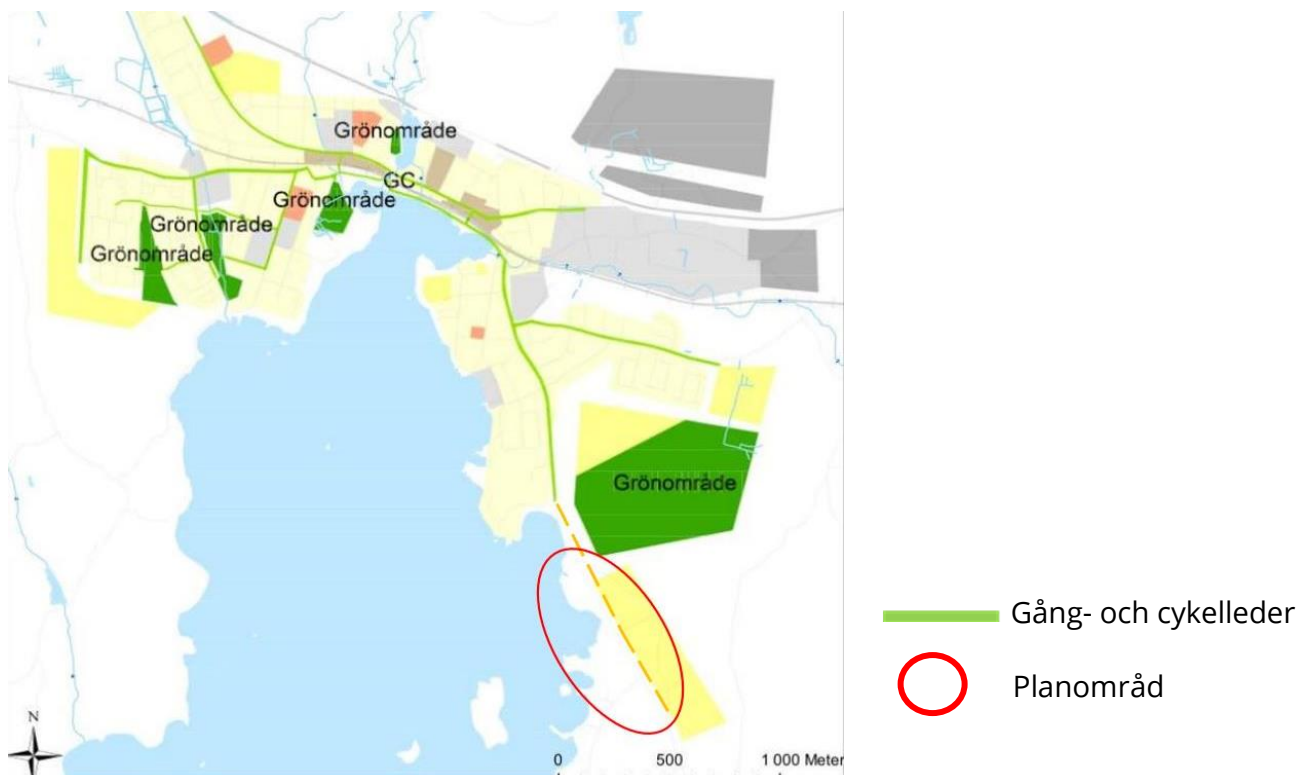 Grönområde
GC
Grönområde
Grönområde
Grönområde
Grönområde
N
0 500 1 000 Meter
Gång- och cykelleder
Planområd